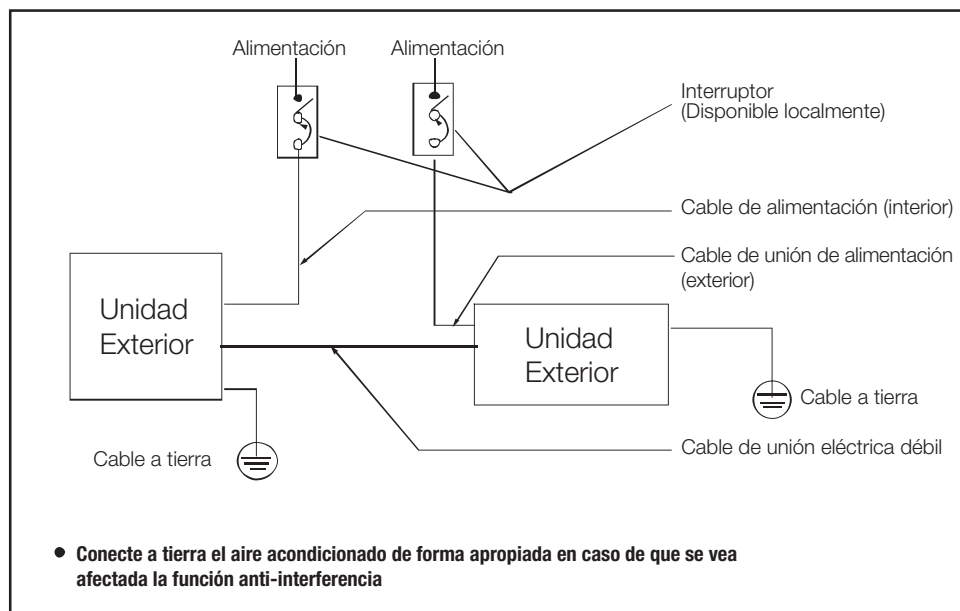 Alimentación
Alimentación
Interruptor
(Disponible localmente)
Cable de alimentación (interior)
Cable de unión de alimentación
(exterior)
Unidad
Exterior
Unidad
Exterior
Cable a tierra
Cable a tierra
Cable de unión eléctrica débil
● Conecte a tierra el aire acondicionado de forma apropiada en caso de que se vea
afectada la función anti-interferencia